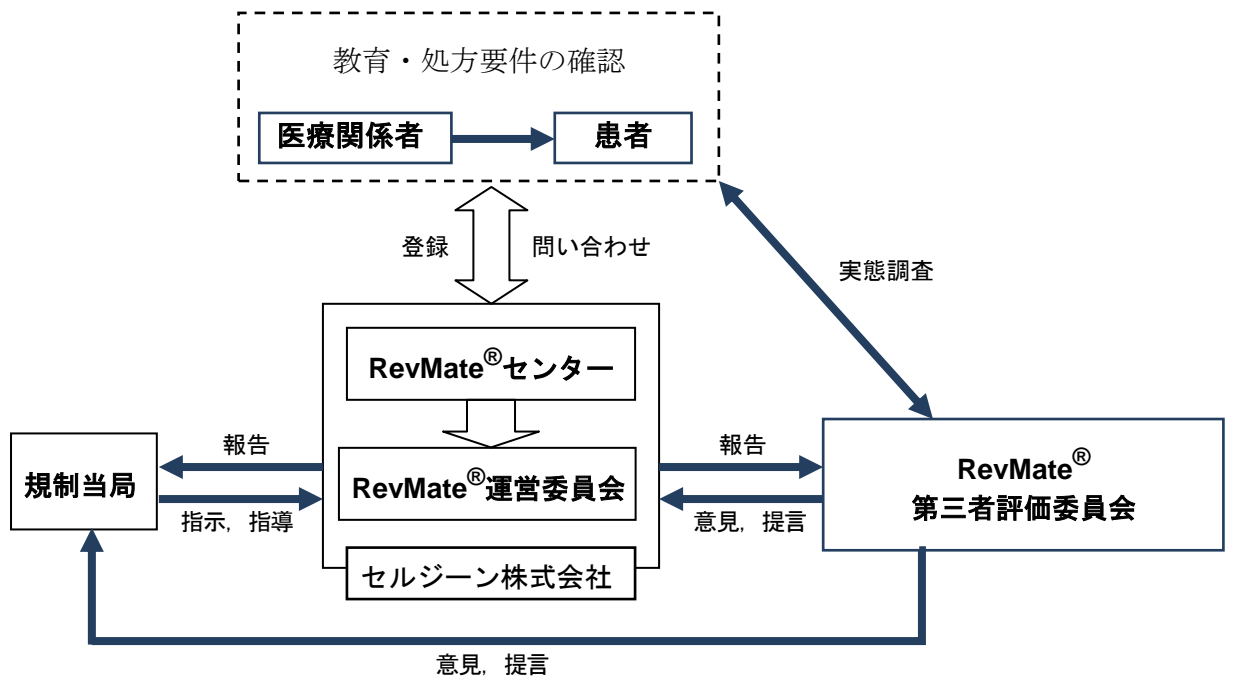 教育・処方要件の確認
医療関係者
患者
登録
問い合わせ
実態調査
RevMate®センター
報告
報告
規制当局
RevMate®運営委員会
RevMate®
第三者評価委員会
指示，指導
意見，提言
セルジーン株式会社
意見，提言